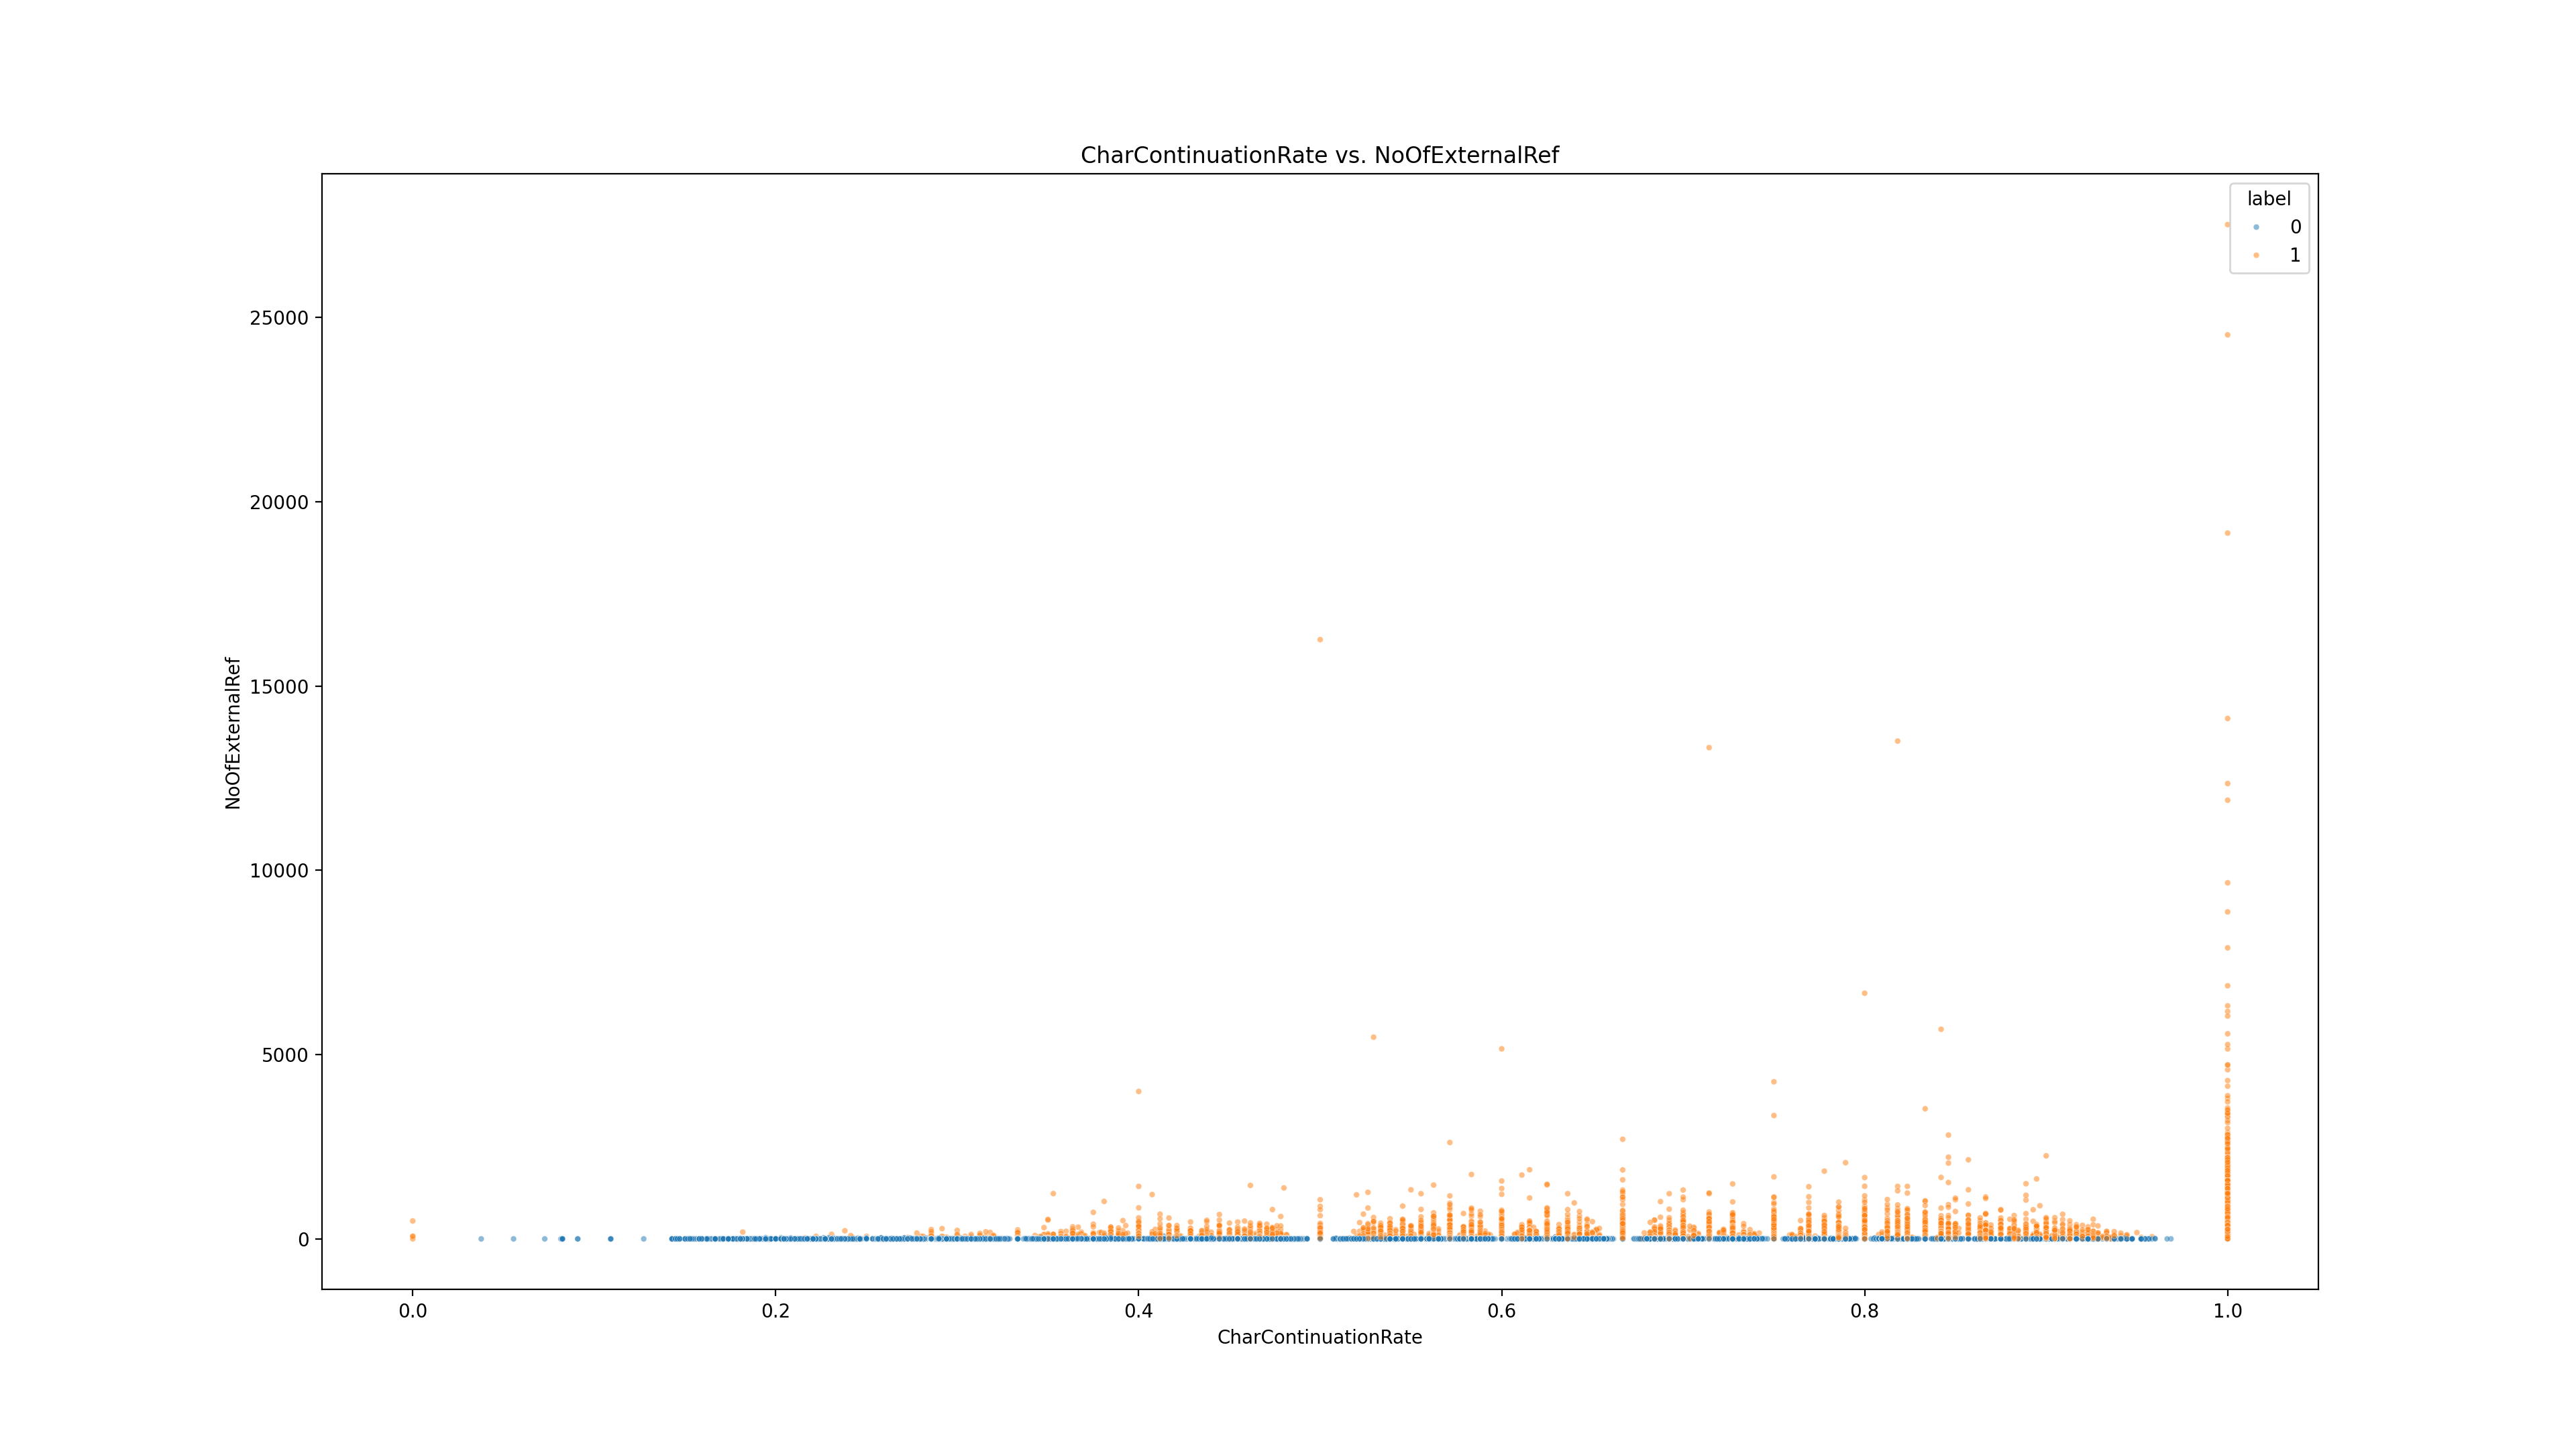 CharContinuationRate vs. NoOfExternalRef
label
0
1
25000
20000
15000
10000
5000
0
NoOfExternalRef
0.0 0.2 0.4 0.6 0.8 1.0
CharContinuationRate